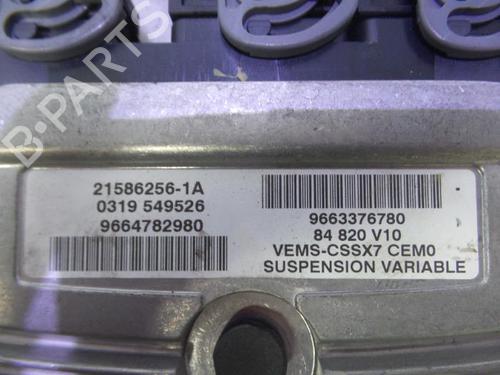 21586256-1A
0319 549526
9664782980
9663376780
84 820 V10
VEMS-CSSX7 CEM0
SUSPENSION VARIABLE
B-PARTS